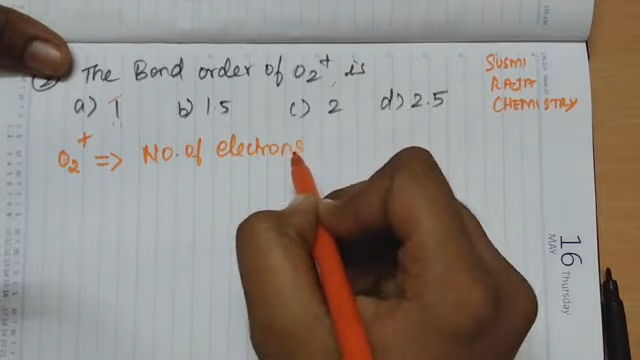 ② The Bond order of O₂⁺ is
SUSMI
RAJA
CHEMISTRY
a) 1 b) 1.5 c) 2 d) 2.5
O₂⁺ => NO. of electrons
16
MAY
Thursday